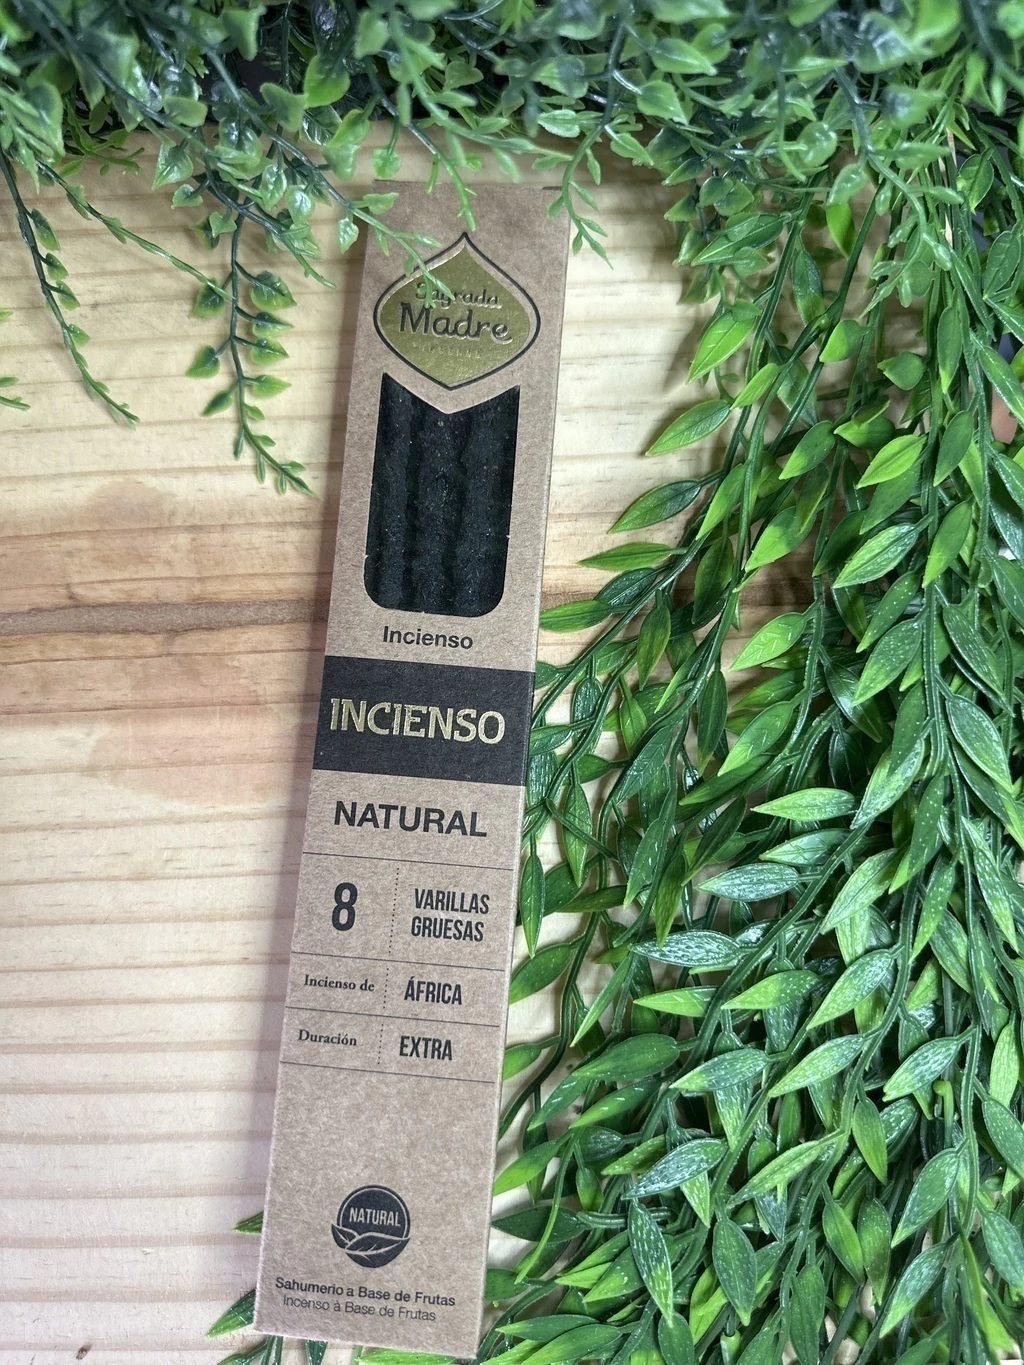 Sagrada
Madre
Incienso
INCIENSO
NATURAL
8
VARILLAS
GRUESAS
Incienso de
ÁFRICA
Duración
EXTRA
NATURAL
Sahumerio a Base de Frutas
Incenso à Base de Frutas